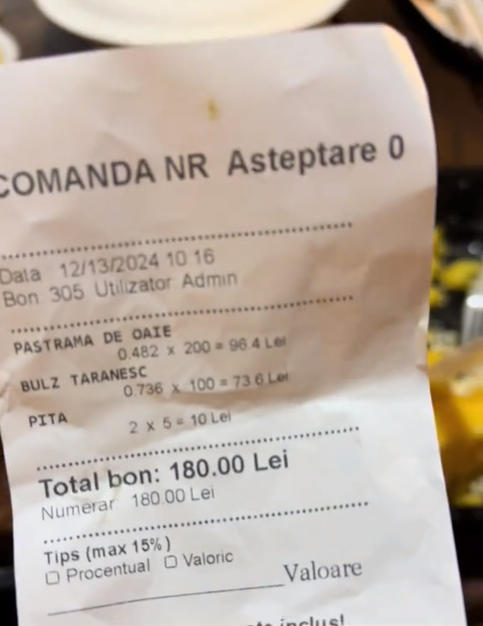 COMANDA NR Asteptare 0
Data 12/13/2024 10 16
Bon 305 Utilizator Admin
PASTRAMA DE OAIE
0.482 x 200 = 96.4 Lei
BULZ TARANESC
0.736 x 100 = 73 6 Lei
PITA
2 x 5 = 10 Lei
Total bon: 180.00 Lei
Numerar 180.00 Lei
Tips (max 15%)
☐ Procentual ☐ Valoric
Valoare
inclus!